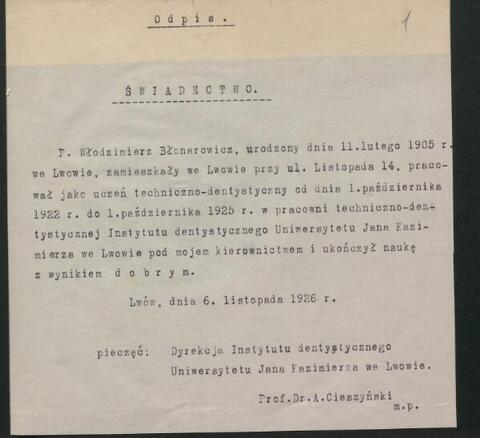 Odpis.
1
ŚWIADECTWO.
P. Włodzimierz Błonarowicz, urodzony dnia 11.lutego 1905 r.
we Lwowie, zamieszkały we Lwowie przy ul. Listopada 14, praco-
wał jako uczeń techniczno-dentystyczny od dnia 1.października
1922 r. do 1.października 1925 r. w pracowni techniczno-den-
tystycznej Instytutu dentystycznego Uniwersytetu Jana Kazi-
mierza we Lwowie pod mojem kierownictwem i ukończył naukę
z wynikiem d o b r y m.
Lwów, dnia 6. listopada 1926 r.
pieczęć: Dyrekcja Instytutu dentystycznego
Uniwersytetu Jana Kazimierza we Lwowie.
Prof.Dr.A.Cieszyński
m.p.